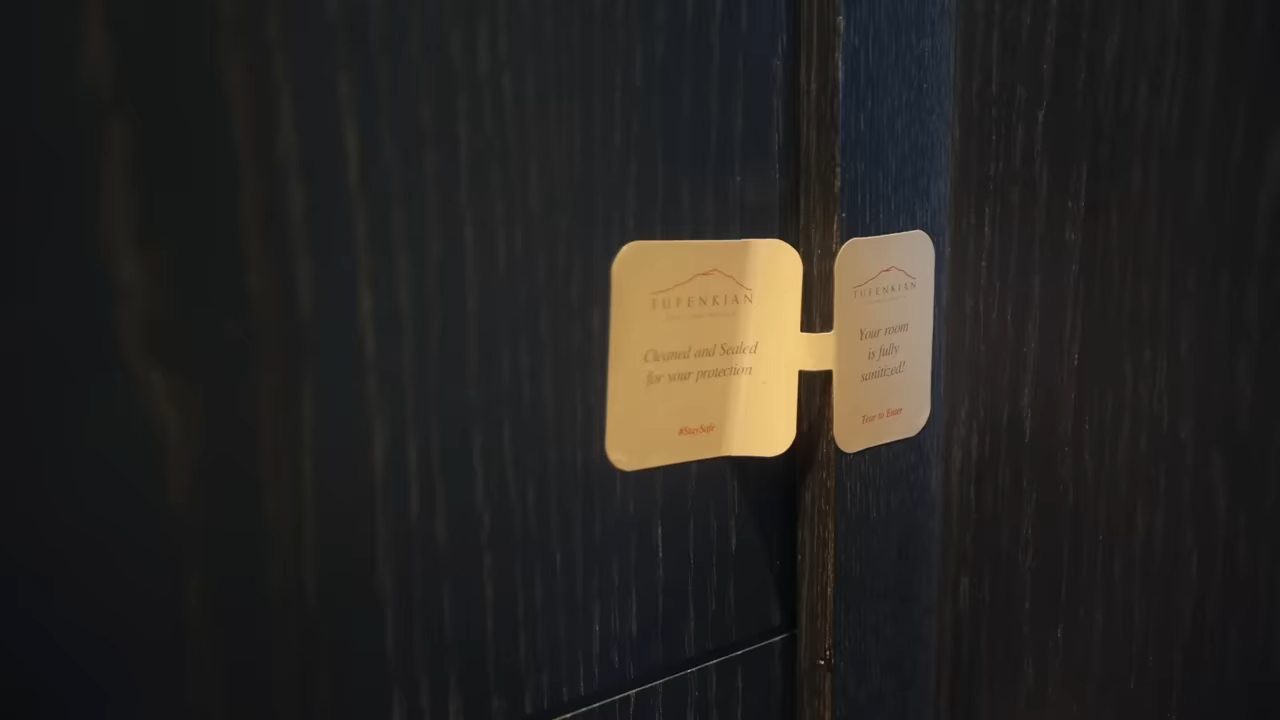 TUFENKIAN
Cleaned and Sealed
for your protection
#StaySafe
TUFENKIAN
Your room
is fully
sanitized!
Tear to Enter